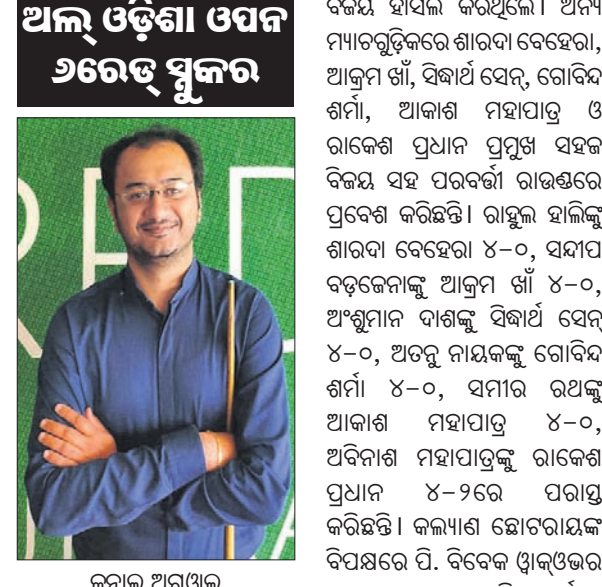 ଅଲ୍ ଓଡ଼ିଶା ଓପନ
୬ରେଡ୍ ସ୍ନୁକର
କୁନାଲ ଅଗ୍ରୱାଲ
ବିଜୟ ହାସଲ କରିଥିଲେ। ଅନ୍ୟ
ମ୍ୟାଚଗୁଡ଼ିକରେ ଶାରଦା ବେହେରା,
ଆକ୍ରମ ଖାଁ, ସିଦ୍ଧାର୍ଥ ସେନ୍, ଗୋବିନ୍ଦ
ଶର୍ମା, ଆକାଶ ମହାପାତ୍ର ଓ
ରାକେଶ ପ୍ରଧାନ ପ୍ରମୁଖ ସହଜ
ବିଜୟ ସହ ପରବର୍ତ୍ତୀ ରାଉଣ୍ଡରେ
ପ୍ରବେଶ କରିଛନ୍ତି। ରାହୁଲ ହାଲିଙ୍କୁ
ଶାରଦା ବେହେରା ୪–୦, ସନ୍ଦୀପ
ବଡ଼ଜେନାଙ୍କୁ ଆକ୍ରମ ଖାଁ ୪–୦,
ଅଂଶୁମାନ ଦାଶଙ୍କୁ ସିଦ୍ଧାର୍ଥ ସେନ୍
୪–୦, ଅତନୁ ନାୟକଙ୍କୁ ଗୋବିନ୍ଦ
ଶର୍ମା ୪–୦, ସମୀର ରଥଙ୍କୁ
ଆକାଶ ମହାପାତ୍ର ୪–୦,
ଅବିନାଶ ମହାପାତ୍ରଙ୍କୁ ରାକେଶ
ପ୍ରଧାନ ୪–୨ରେ ପରାସ୍ତ
କରିଛନ୍ତି। କଲ୍ୟାଣ ଛୋଟରାୟଙ୍କ
ବିପକ୍ଷରେ ପି. ବିବେକ ୱାକ୍ଓଭର